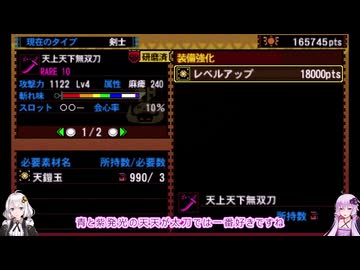 現在のタイプ 剣士
165745pts
天上天下無双刀
研磨済
RARE 10
攻撃力 1122 Lv4 属性 麻痺 240
斬れ味
スロット ○○― 会心率 10%
1/2
必要素材名 所持数/必要数
天鎧玉 990/ 3
装備強化
レベルアップ 18000pts
天上天下無双刀
所持数
青と紫発光の天天が太刀では一番好きですね